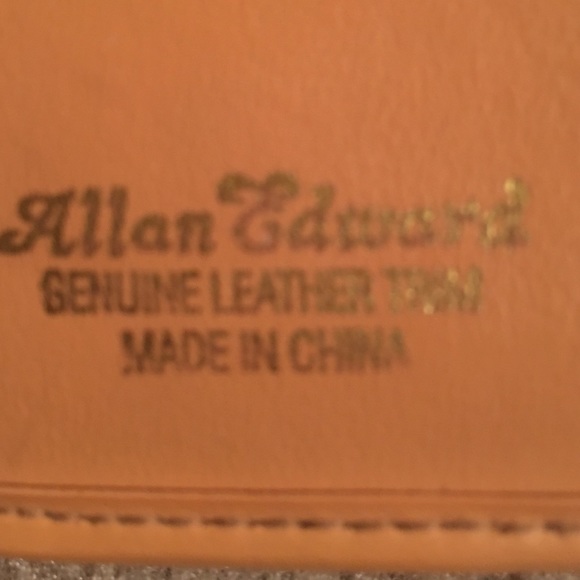 Allan Edward
GENUINE LEATHER TRIM
MADE IN CHINA